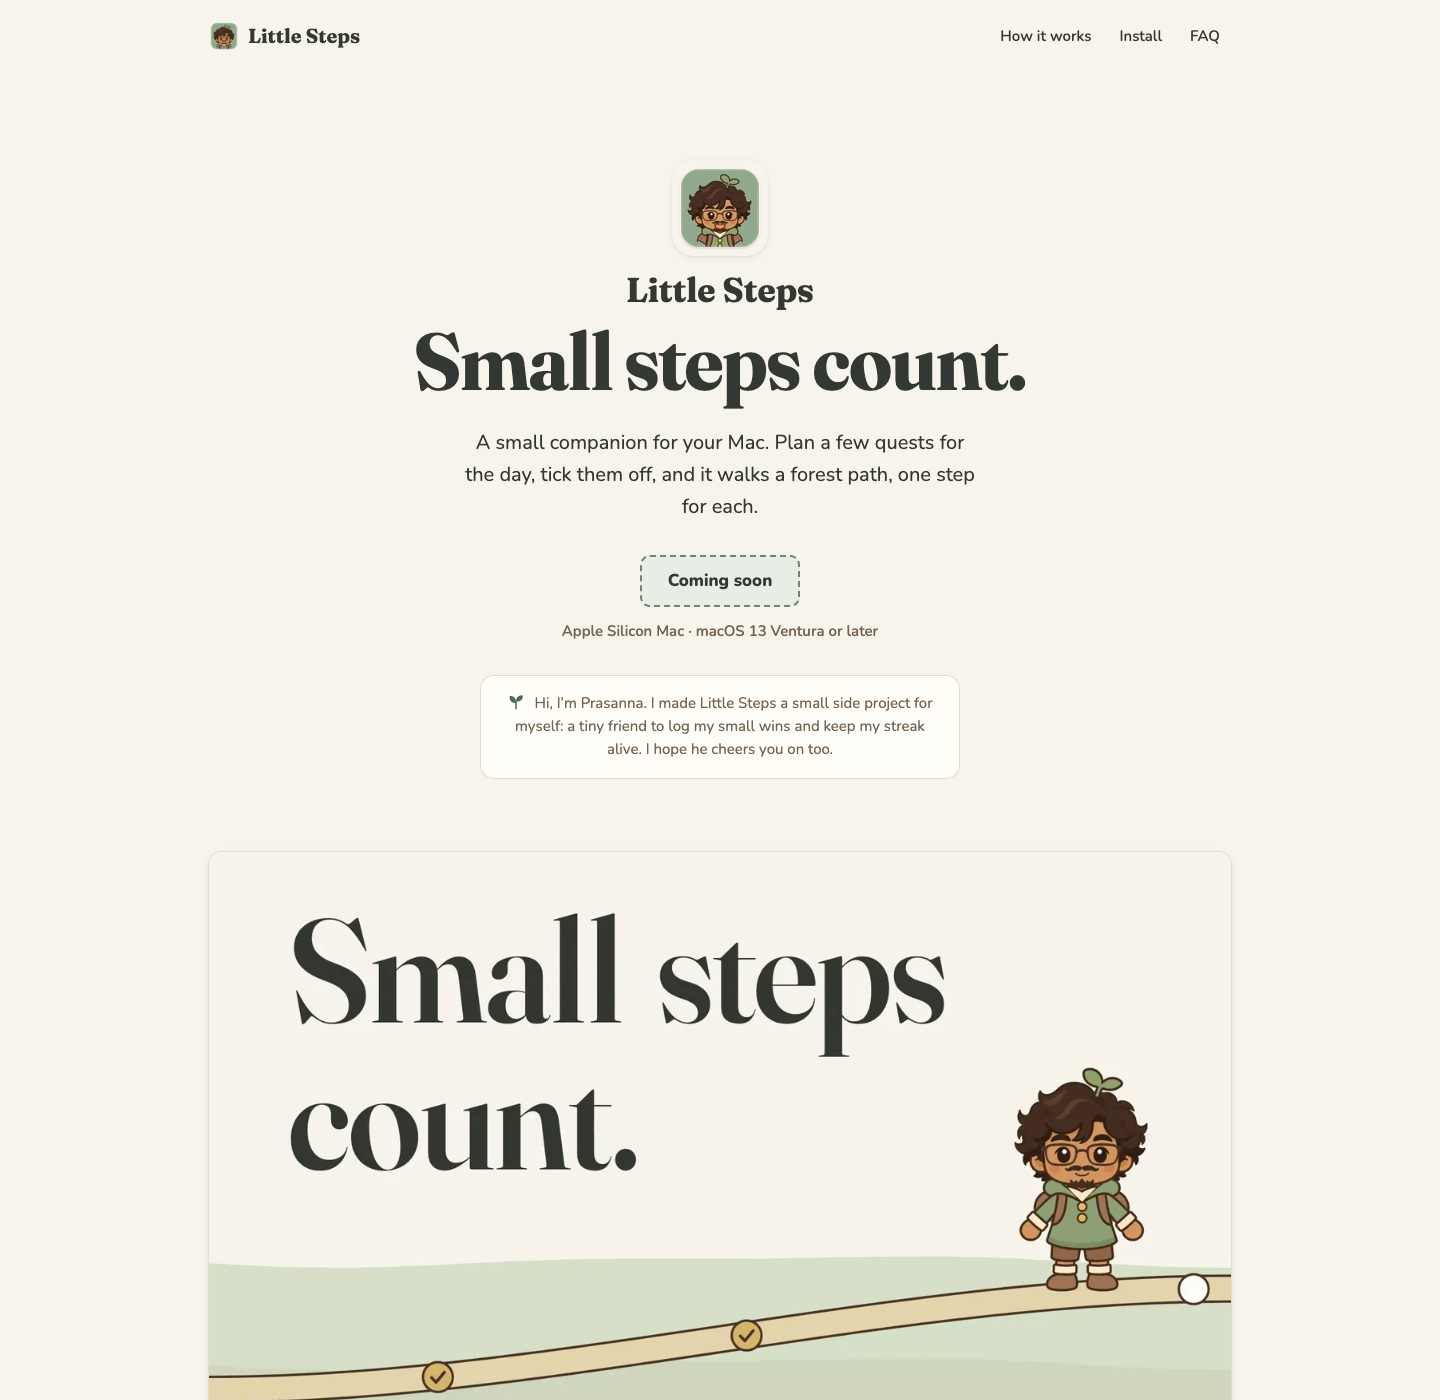 Little Steps
How it works
Install
FAQ
Little Steps
Small steps count.
A small companion for your Mac. Plan a few quests for
the day, tick them off, and it walks a forest path, one step
for each.
Coming soon
Apple Silicon Mac · macOS 13 Ventura or later
Hi, I’m Prasanna. I made Little Steps a small side project for
myself: a tiny friend to log my small wins and keep my streak
alive. I hope he cheers you on too.
Small steps
count.